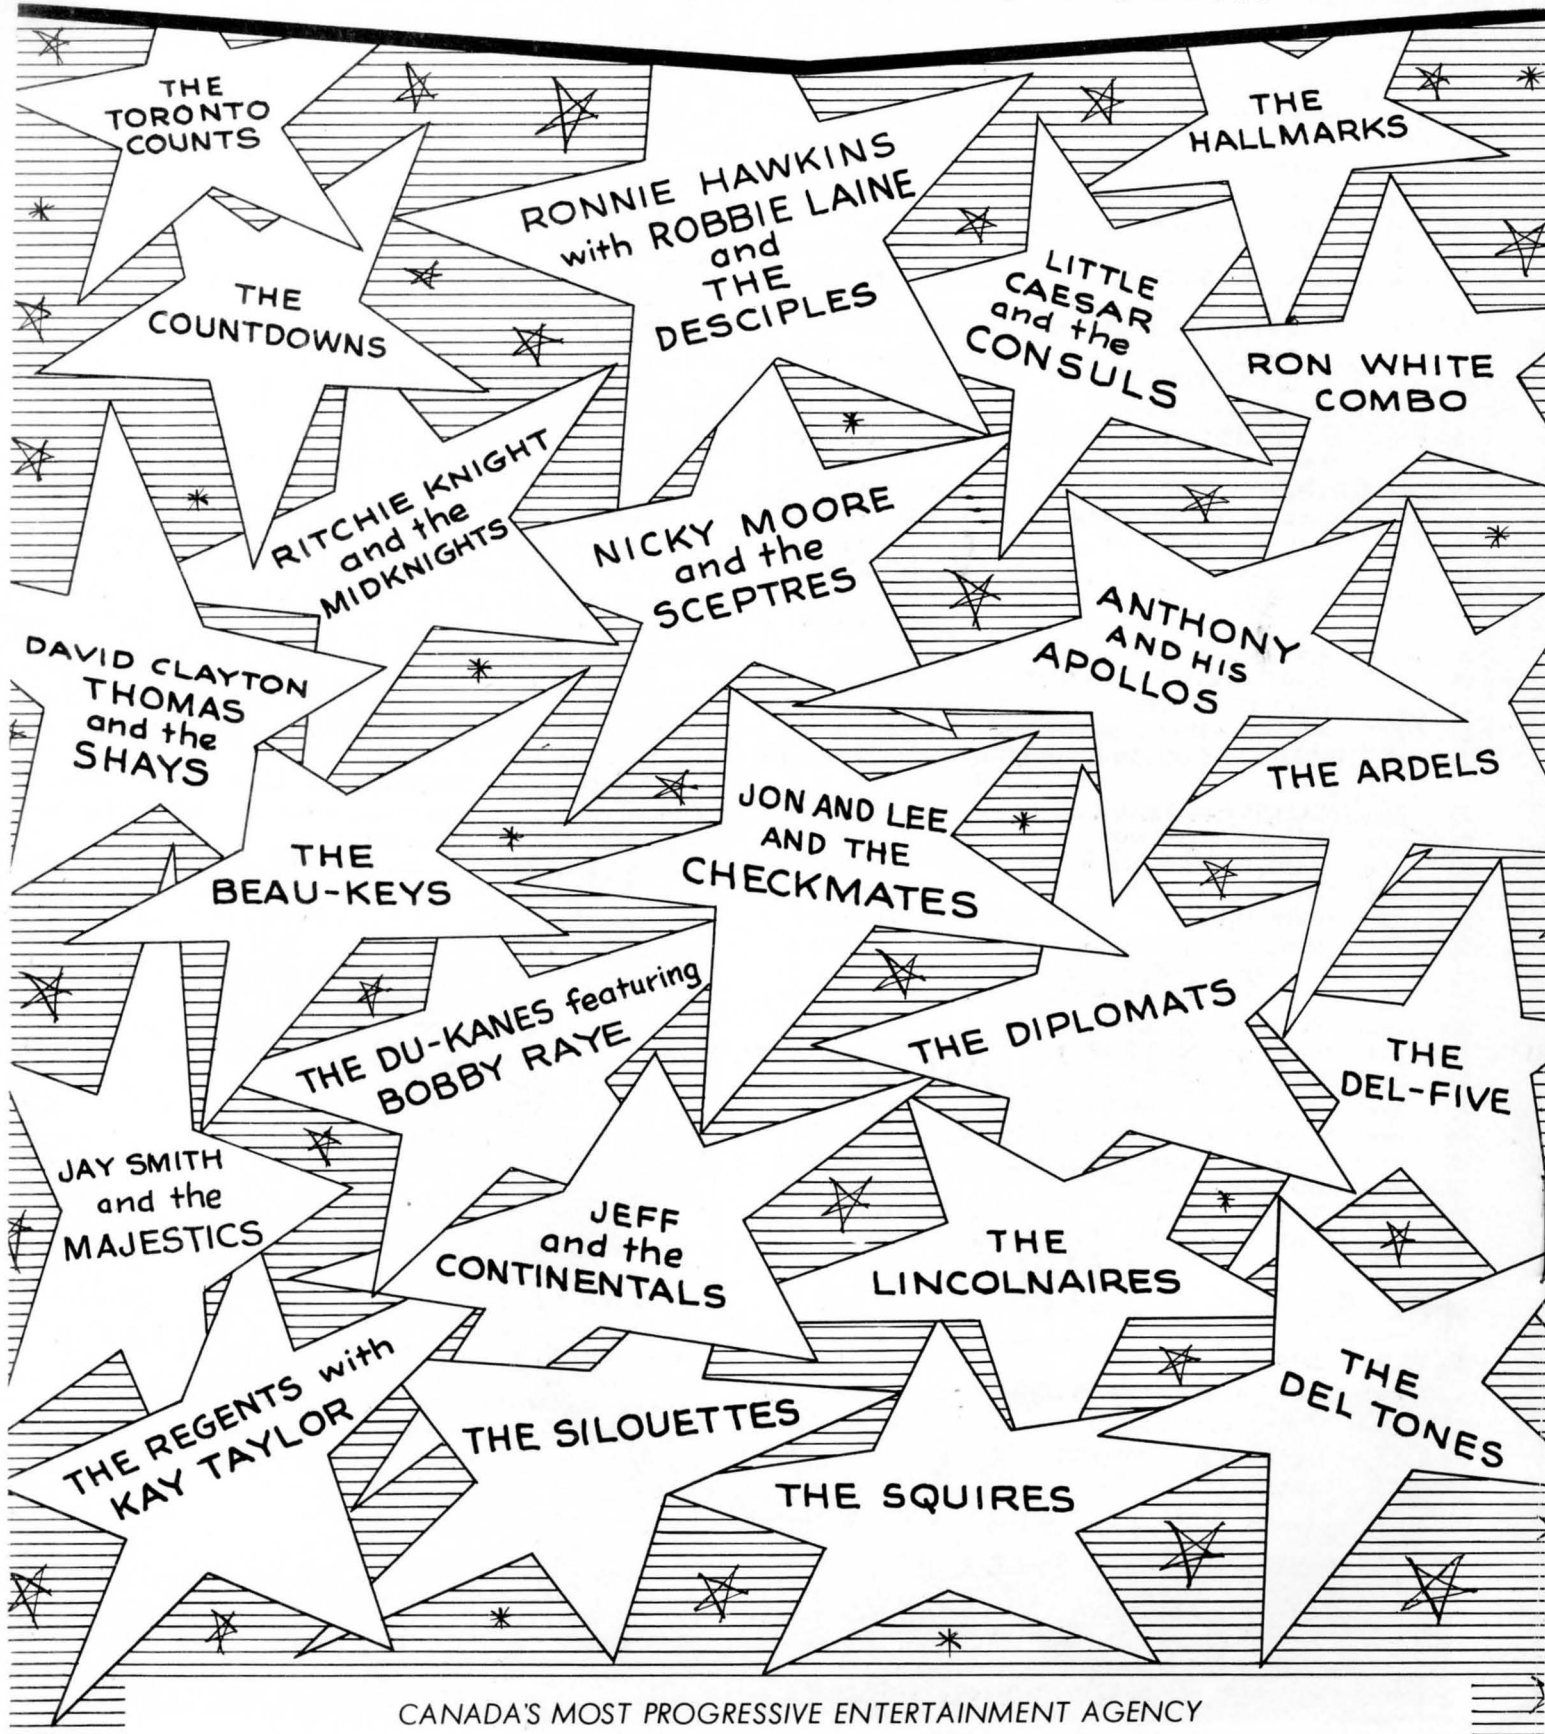 THE
TORONTO
COUNTS
RONNIE HAWKINS
with ROBBIE LAINE
and
THE
DESCIPLES
THE
HALLMARKS
THE
COUNTDOWNS
LITTLE
CAESAR
and the
CONSULS
RON WHITE
COMBO
RITCHIE KNIGHT
and the
MIDKNIGHTS
NICKY MOORE
and the
SCEPTRES
ANTHONY
AND HIS
APOLLOS
DAVID CLAYTON
THOMAS
and the
SHAYS
THE ARDELS
JON AND LEE
AND THE
CHECKMATES
THE
BEAU-KEYS
THE DU-KANES featuring
BOBBY RAYE
THE DIPLOMATS
THE
DEL-FIVE
JAY SMITH
and the
MAJESTICS
JEFF
and the
CONTINENTALS
THE
LINCOLNAIRES
THE REGENTS with
KAY TAYLOR
THE SILOUETTES
THE
DEL TONES
THE SQUIRES
CANADA'S MOST PROGRESSIVE ENTERTAINMENT AGENCY